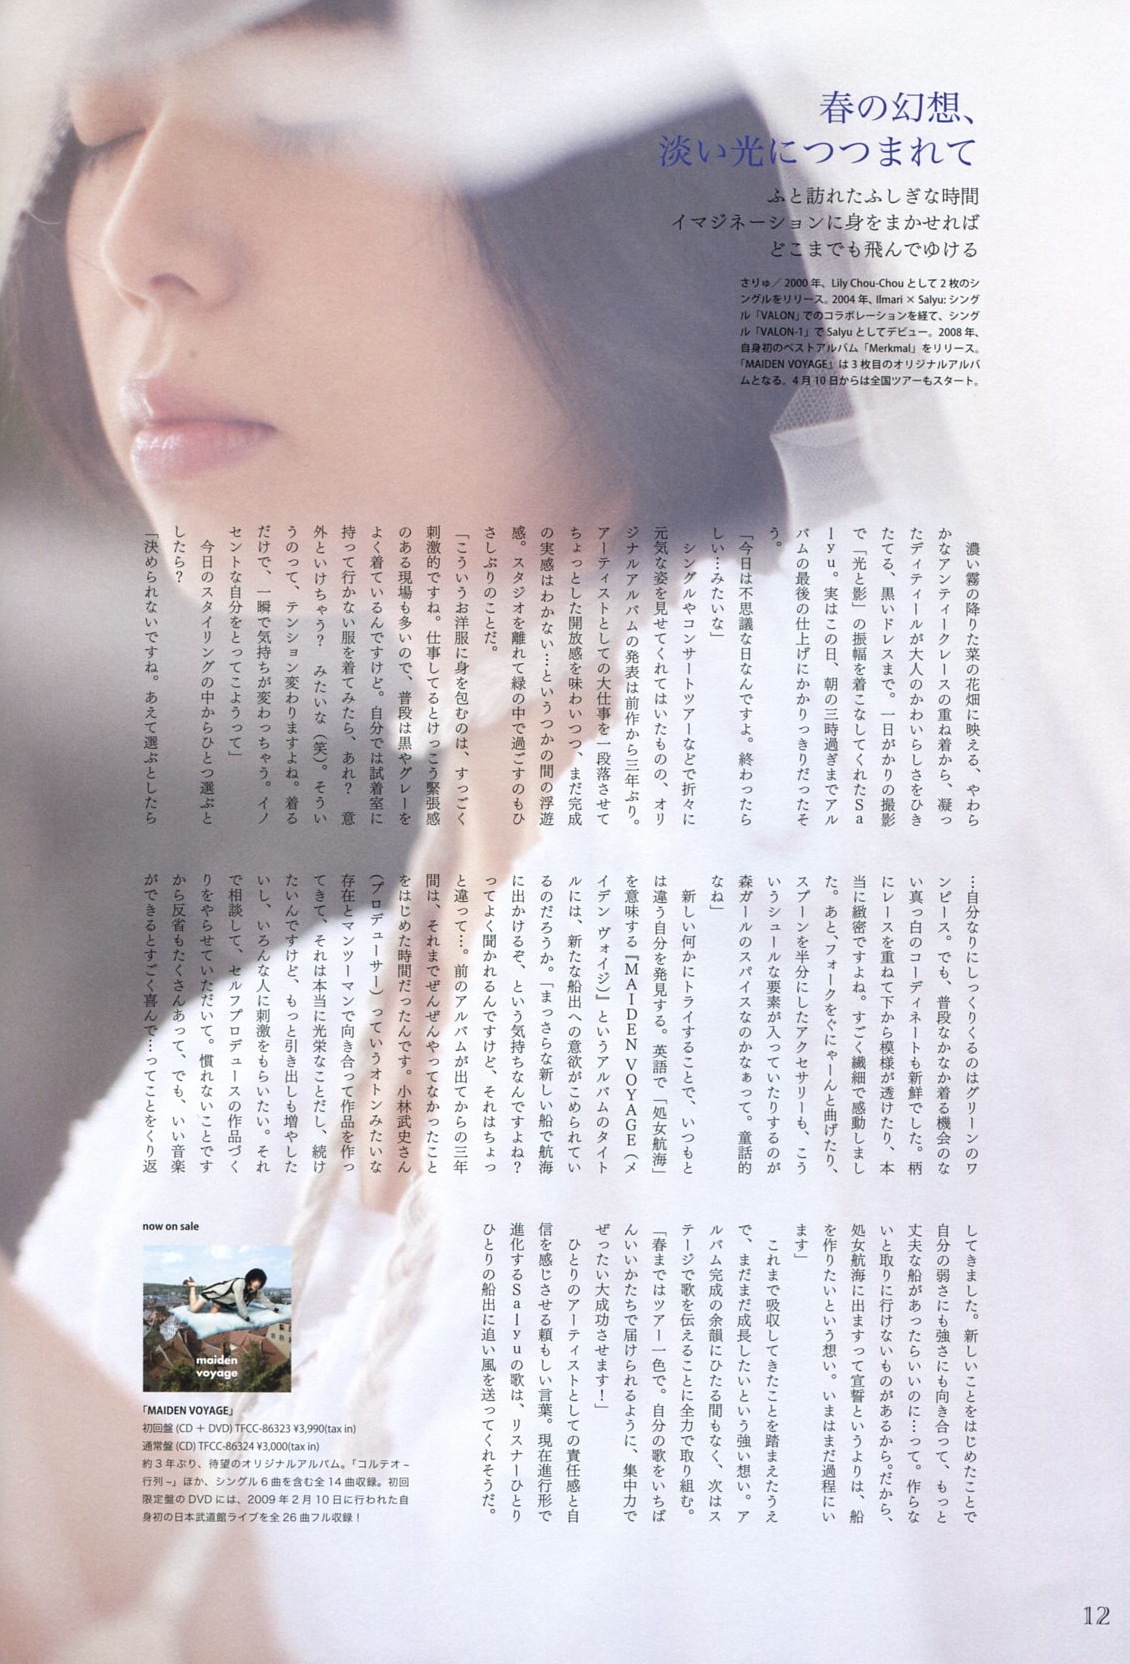 春の幻想、
淡い光につつまれて
ふと訪れたふしぎな時間
イマジネーションに身をまかせれば
どこまでも飛んでゆける
さりゅ／ 2000 年、Lily Chou-Chou として 2 枚のシ
ングルをリリース。2004 年、Ilmari × Salyu: シング
ル「VALON」でのコラボレーションを経て、シング
ル「VALON-1」で Salyu としてデビュー。2008 年、
自身初のベストアルバム「Merkmal」をリリース。
「MAIDEN VOYAGE」は 3 枚目のオリジナルアルバ
ムとなる。4 月 10 日からは全国ツアーもスタート。
濃い霧の降りた菜の花畑に映える、やわら
かなアンティークレースの重ね着から、凝っ
たディティールが大人のかわいらしさをひき
たてる、黒いドレスまで。一日がかりの撮影
で「光と影」の振幅を着こなしてくれたＳａ
ｌｙｕ。実はこの日、朝の三時過ぎまでアル
バムの最後の仕上げにかかりっきりだったそ
う。
「今日は不思議な日なんですよ。終わったら
しい…みたいな」
シングルやコンサートツアーなどで折々に
元気な姿を見せてくれてはいたものの、オリ
ジナルアルバムの発表は前作から三年ぶり。
アーティストとしての大仕事を一段落させて
ちょっとした開放感を味わいつつ、まだ完成
の実感はわかない…というつかの間の浮遊
感。スタジオを離れて緑の中で過ごすのもひ
さしぶりのことだ。
「こういうお洋服に身を包むのは、すっごく
刺激的ですね。仕事してるとけっこう緊張感
のある現場も多いので、普段は黒やグレーを
よく着ているんですけど。自分では試着室に
持って行かない服を着てみたら、あれ？　意
外といけちゃう？　みたいな（笑）。そうい
うのって、テンション変わりますよね。着る
だけで、一瞬で気持ちが変わっちゃう。イノ
セントな自分をとってこようって」
今日のスタイリングの中からひとつ選ぶと
したら？
「決められないですね。あえて選ぶとしたら
…自分なりにしっくりくるのはグリーンのワ
ンピース。でも、普段なかなか着る機会のな
い真っ白のコーディネートも新鮮でした。柄
にレースを重ねて下から模様が透けたり、本
当に緻密ですよね。すごく繊細で感動しまし
た。あと、フォークをぐにゃーんと曲げたり、
スプーンを半分にしたアクセサリーも、こう
いうシュールな要素が入っていたりするのが
森ガールのスパイスなのかなぁって。童話的
なね」
新しい何かにトライすることで、いつもと
は違う自分を発見する。英語で「処女航海」
を意味する『ＭＡＩＤＥＮ ＶＯＹＡＧＥ（メ
イデン ヴォイジ）』というアルバムのタイト
ルには、新たな船出への意欲がこめられてい
るのだろうか。「まっさらな新しい船で航海
に出かけるぞ、という気持ちなんですよね？
ってよく聞かれるんですけど、それはちょっ
と違って…。前のアルバムが出てからの三年
間は、それまでぜんぜんやってなかったこと
をはじめた時間だったんです。小林武史さん
（プロデューサー）っていうオトンみたいな
存在とマンツーマンで向き合って作品を作っ
てきて、それは本当に光栄なことだし、続け
たいんですけど、もっと引き出しも増やした
いし、いろんな人に刺激をもらいたい。それ
で相談して、セルフプロデュースの作品づく
りをやらせていただいて。慣れないことです
から反省もたくさんあって、でも、いい音楽
ができるとすごく喜んで…ってことをくり返
してきました。新しいことをはじめたことで
自分の弱さにも強さにも向き合って、もっと
丈夫な船があったらいいのに…って。作らな
いと取りに行けないものがあるから。だから、
処女航海に出ますって宣誓というよりは、船
を作りたいという想い。いまはまだ過程にい
ます」
これまで吸収してきたことを踏まえたうえ
で、まだまだ成長したいという強い想い。ア
ルバム完成の余韻にひたる間もなく、次はス
テージで歌を伝えることに全力で取り組む。
「春まではツアー一色で。自分の歌をいちば
んいいかたちで届けられるように、集中力で
ぜったい大成功させます！」
ひとりのアーティストとしての責任感と自
信を感じさせる頼もしい言葉。現在進行形で
進化するＳａｌｙｕの歌は、リスナーひとり
ひとりの船出に追い風を送ってくれそうだ。
now on sale
maiden
voyage
「MAIDEN VOYAGE」
初回盤 (CD ＋ DVD) TFCC-86323 ¥3,990(tax in)
通常盤 (CD) TFCC-86324 ¥3,000(tax in)
約 3 年ぶり、待望のオリジナルアルバム。「コルテオ ~
行列 ~」ほか、シングル 6 曲を含む全 14 曲収録。初回
限定盤の DVD には、2009 年 2 月 10 日に行われた自
身初の日本武道館ライブを全 26 曲フル収録！
12